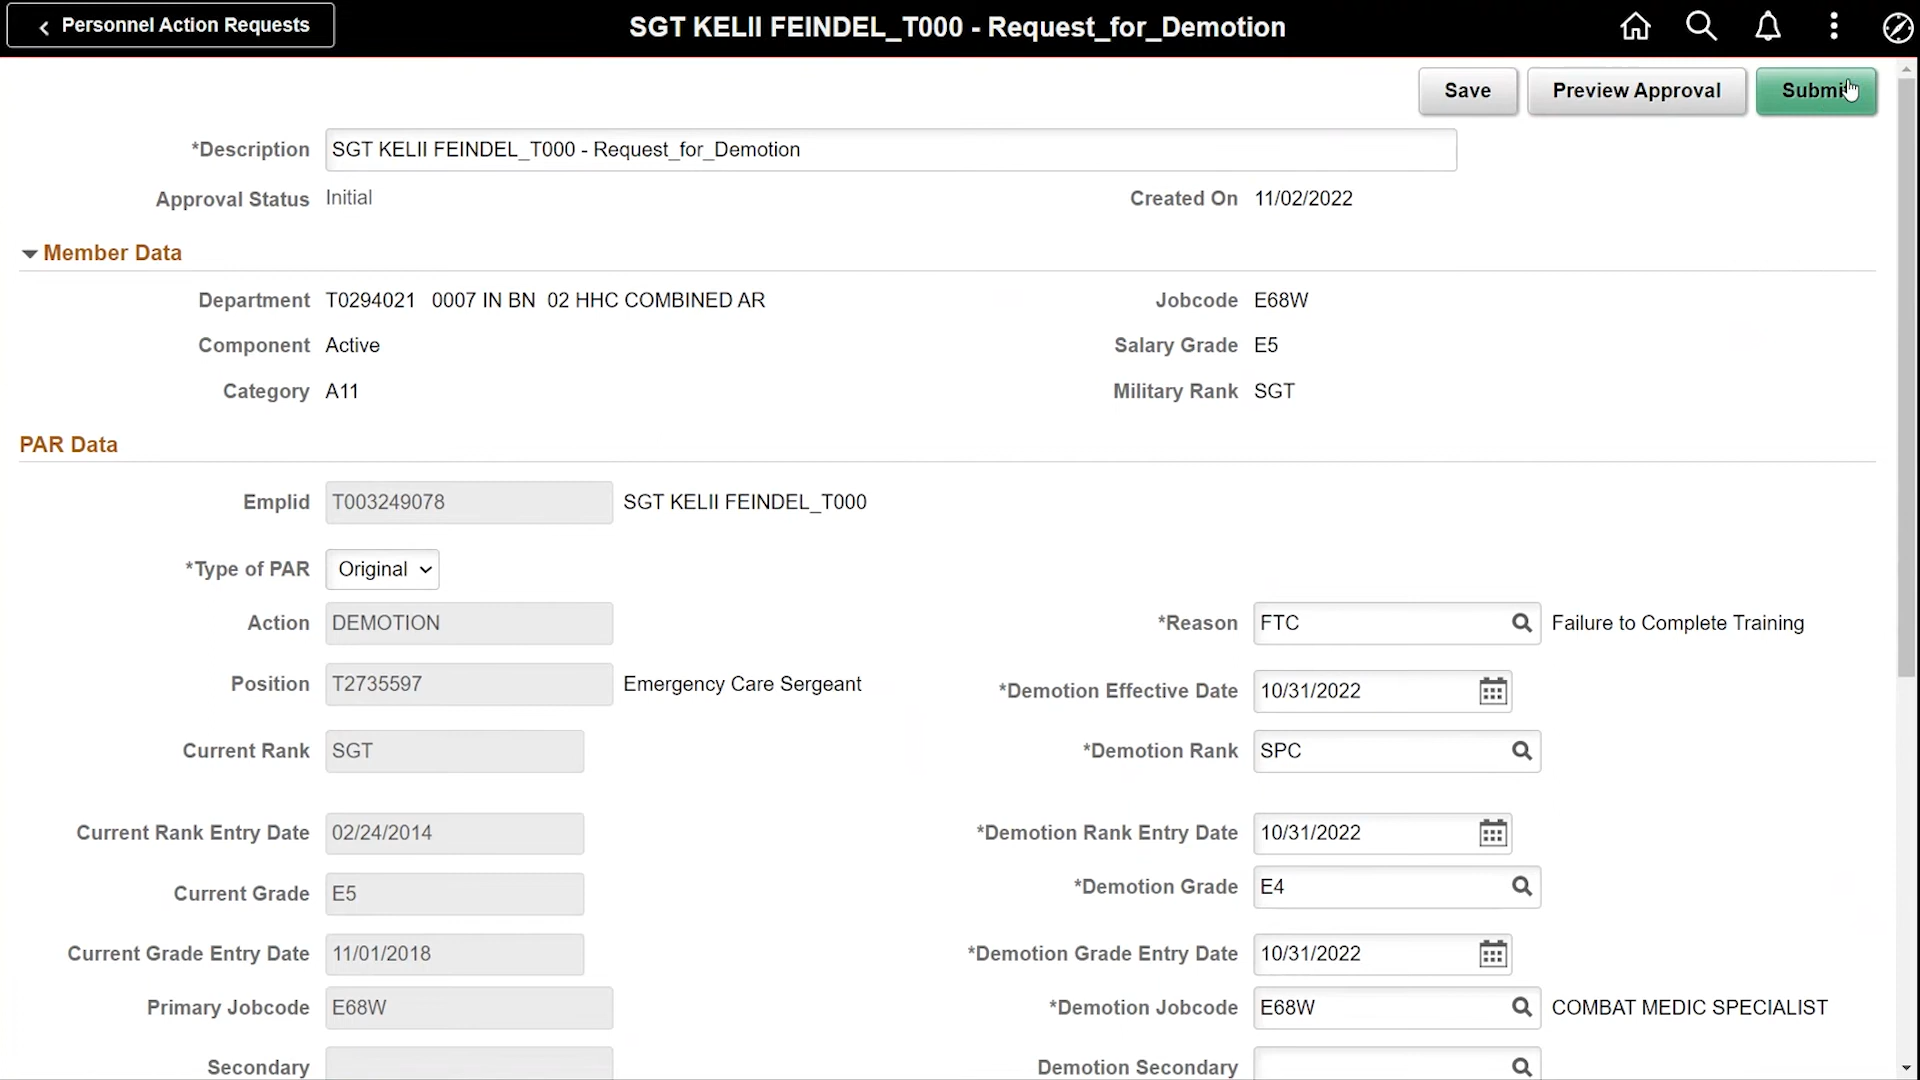 Personnel Action Requests
SGT KELII FEINDEL_T000 - Request_for_Demotion
Save
Preview Approval
Submit
*Description SGT KELII FEINDEL_T000 - Request_for_Demotion
Approval Status Initial Created On 11/02/2022
Member Data
Department T0294021 0007 IN BN 02 HHC COMBINED AR Jobcode E68W
Component Active Salary Grade E5
Category A11 Military Rank SGT
PAR Data
Emplid T003249078 SGT KELII FEINDEL_T000
*Type of PAR Original
Action DEMOTION *Reason FTC Failure to Complete Training
Position T2735597 Emergency Care Sergeant *Demotion Effective Date 10/31/2022
Current Rank SGT *Demotion Rank SPC
Current Rank Entry Date 02/24/2014 *Demotion Rank Entry Date 10/31/2022
Current Grade E5 *Demotion Grade E4
Current Grade Entry Date 11/01/2018 *Demotion Grade Entry Date 10/31/2022
Primary Jobcode E68W *Demotion Jobcode E68W COMBAT MEDIC SPECIALIST
Secondary Demotion Secondary